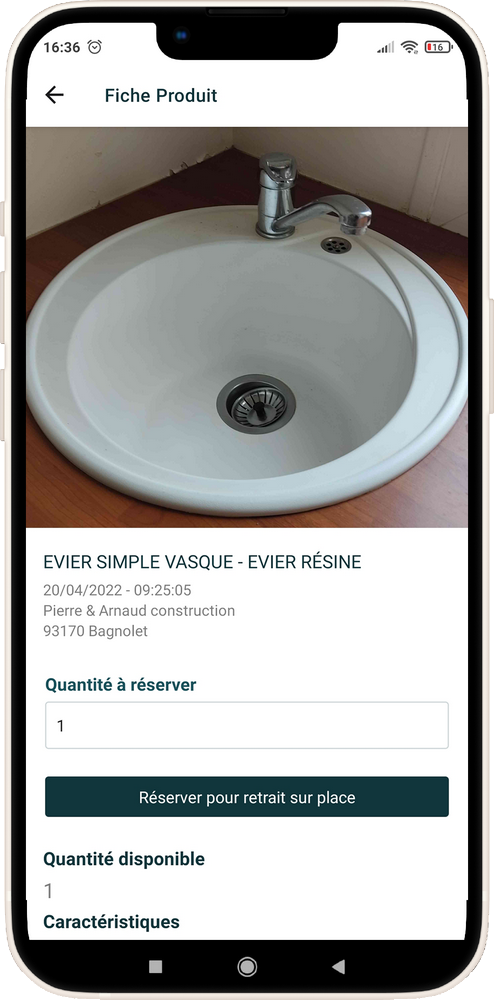 16:36
16
Fiche Produit
EVIER SIMPLE VASQUE - EVIER RÉSINE
20/04/2022 - 09:25:05
Pierre & Arnaud construction
93170 Bagnolet
Quantité à réserver
1
Réserver pour retrait sur place
Quantité disponible
1
Caractéristiques